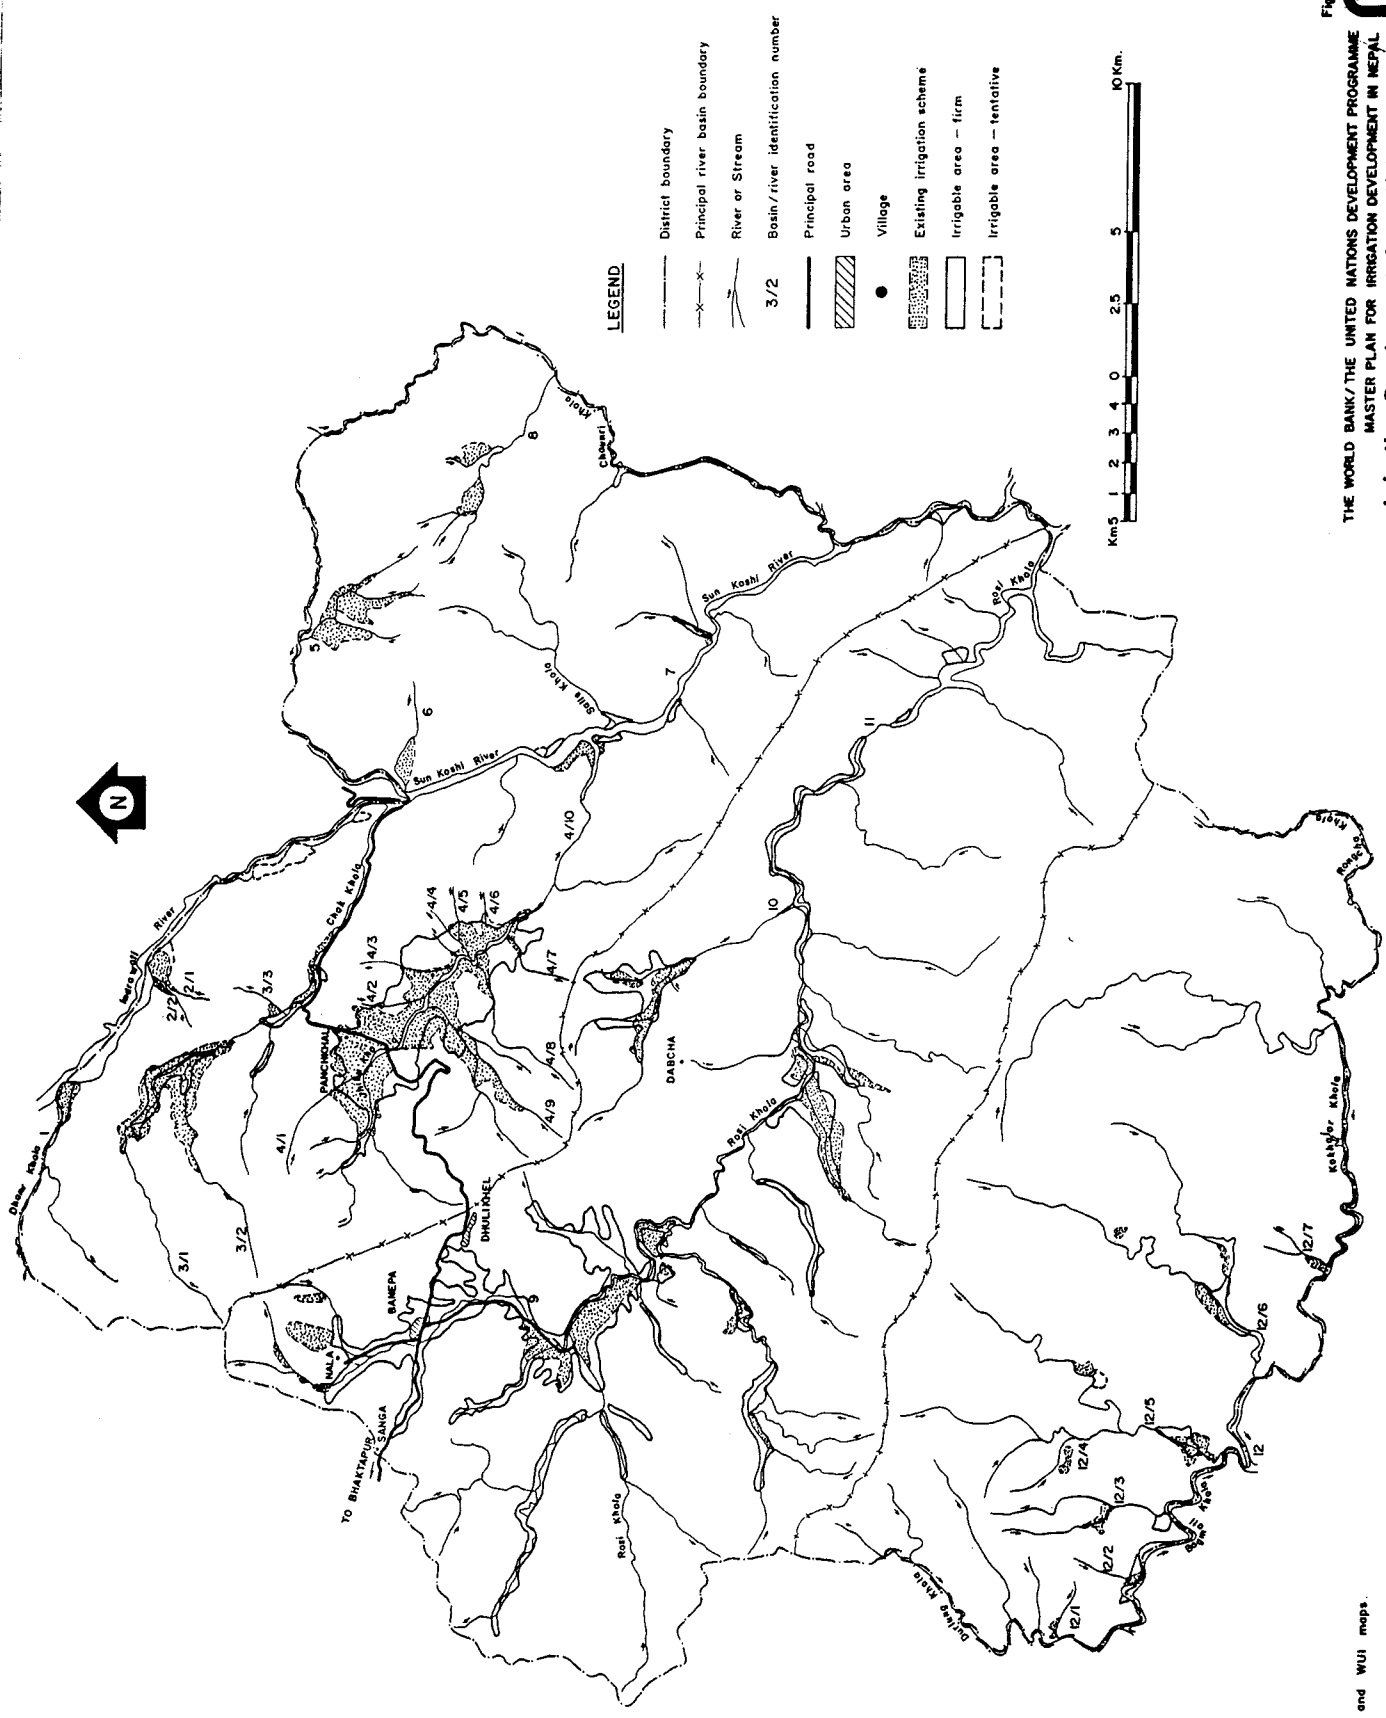 N
LEGEND
District boundary
Principal river basin boundary
River or Stream
3/2 Basin/river identification number
Principal road
Urban area
Village
Existing irrigation scheme
Irrigable area - firm
Irrigable area - tentative
Km5 4 3 2 1 0 2.5 5 10 Km.
THE WORLD BANK/THE UNITED NATIONS DEVELOPMENT PROGRAMME
MASTER PLAN FOR IRRIGATION DEVELOPMENT IN NEPAL
and WUI maps.
Dhami Khola
1
River
2/2
2/1
3/1
3/2
3/3
Chak Khola
PANCHKHAL
4/1
4/2
4/3
4/4
4/5
4/6
4/7
4/8
4/9
4/10
5
6
Sun Koshi River
Salle Khola
7
Sun Koshi River
8
Chauri Khola
NALA
BANEPA
DHULIKHEL
SANGA
TO BHAKTAPUR
9
DABCHA
Rosi Khola
10
11
Rosi Khola
Rosi Khola
Khola
Kokhajor Khola
12
12/1
12/2
12/3
12/4
12/5
12/6
12/7
Khola